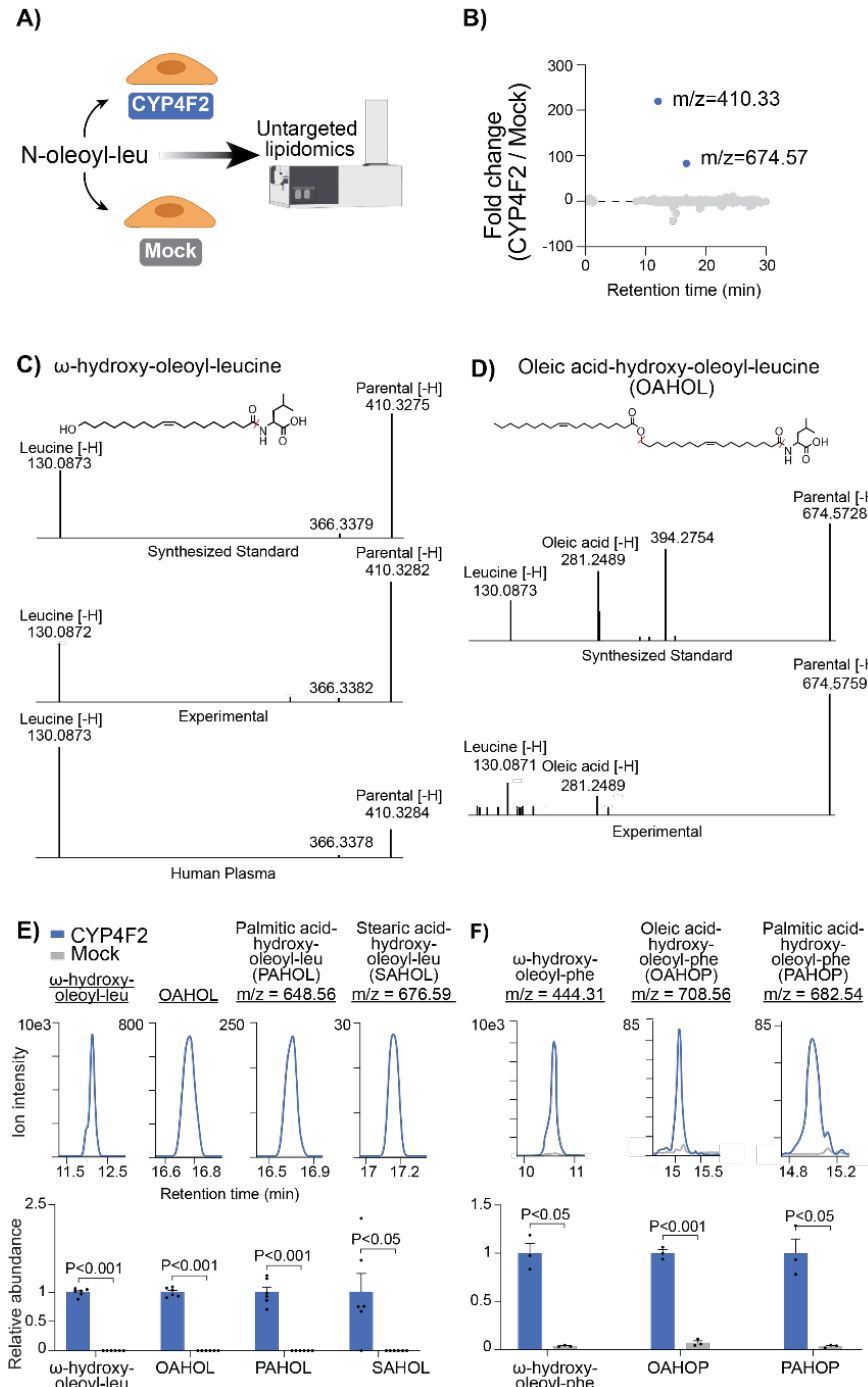 A)
CYP4F2
N-oleoyl-leu
Untargeted
lipidomics
Mock
B)
Fold change
(CYP4F2 / Mock)
300
200
100
0
-100
m/z=410.33
m/z=674.57
0
10
20
30
Retention time (min)
C) ω-hydroxy-oleoyl-leucine
HO
O
N
H
O
OH
Leucine [-H]
130.0873
366.3379
Parental [-H]
410.3275
Synthesized Standard
Leucine [-H]
130.0872
366.3382
Parental [-H]
410.3282
Experimental
Leucine [-H]
130.0873
366.3378
Parental [-H]
410.3284
Human Plasma
D) Oleic acid-hydroxy-oleoyl-leucine
(OAHOL)
O
O
O
N
H
O
OH
Leucine [-H]
130.0873
Oleic acid [-H]
281.2489
394.2754
Parental [-H]
674.5728
Synthesized Standard
Leucine [-H]
130.0871
Oleic acid [-H]
281.2489
Parental [-H]
674.5759
Experimental
E)
CYP4F2
Mock
ω-hydroxy-
oleoyl-leu
OAHOL
Palmitic acid-
hydroxy-
oleoyl-leu
(PAHOL)
m/z = 648.56
Stearic acid-
hydroxy-
oleoyl-leu
(SAHOL)
m/z = 676.59
Ion intensity
10e3
800
250
30
11.5 12.5
16.6 16.8
16.5 16.9
17 17.2
Retention time (min)
Relative abundance
2.5
1
0.5
0
P<0.001
P<0.001
P<0.001
P<0.05
ω-hydroxy-
oleoyl-leu
OAHOL
PAHOL
SAHOL
F)
ω-hydroxy-
oleoyl-phe
m/z = 444.31
Oleic acid-
hydroxy-
oleoyl-phe
(OAHOP)
m/z = 708.56
Palmitic acid-
hydroxy-
oleoyl-phe
(PAHOP)
m/z = 682.54
10e3
85
85
10 11
15 15.5
14.8 15.2
1.5
1
0.5
0
P<0.05
P<0.001
P<0.05
ω-hydroxy-
oleoyl-phe
OAHOP
PAHOP